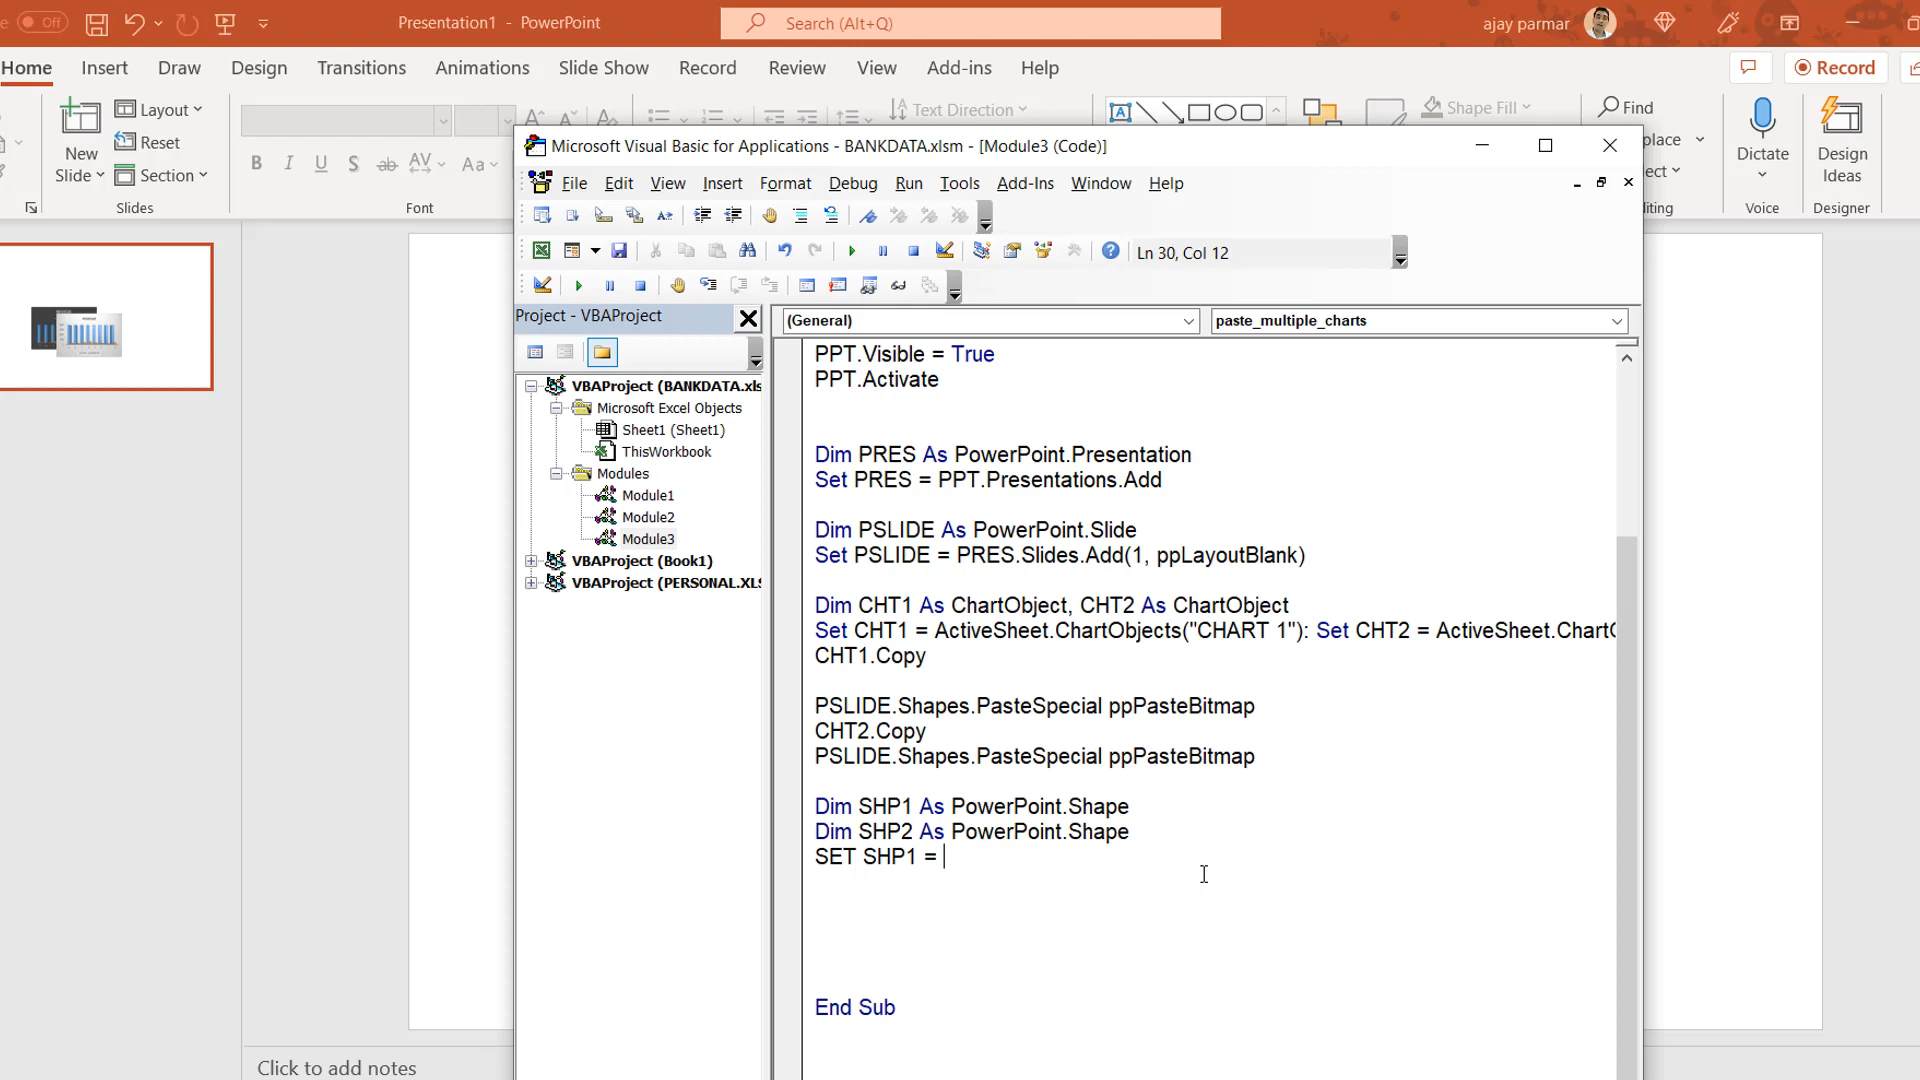 Off
Presentation1 - PowerPoint
Search (Alt+Q)
ajay parmar
Home Insert Draw Design Transitions Animations Slide Show Record Review View Add-ins Help
Record
New
Slide
Layout
Reset
Section
Slides
Font
Text Direction
Shape Fill
Find
Dictate
Voice
Design
Ideas
Designer
Microsoft Visual Basic for Applications - BANKDATA.xlsm - [Module3 (Code)]
File Edit View Insert Format Debug Run Tools Add-Ins Window Help
Ln 30, Col 12
Project - VBAProject
(General)
paste_multiple_charts
VBAProject (BANKDATA.xls
Microsoft Excel Objects
Sheet1 (Sheet1)
ThisWorkbook
Modules
Module1
Module2
Module3
VBAProject (Book1)
VBAProject (PERSONAL.XLS
PPT.Visible = True
PPT.Activate
Dim PRES As PowerPoint.Presentation
Set PRES = PPT.Presentations.Add
Dim PSLIDE As PowerPoint.Slide
Set PSLIDE = PRES.Slides.Add(1, ppLayoutBlank)
Dim CHT1 As ChartObject, CHT2 As ChartObject
Set CHT1 = ActiveSheet.ChartObjects("CHART 1"): Set CHT2 = ActiveSheet.ChartO
CHT1.Copy
PSLIDE.Shapes.PasteSpecial ppPasteBitmap
CHT2.Copy
PSLIDE.Shapes.PasteSpecial ppPasteBitmap
Dim SHP1 As PowerPoint.Shape
Dim SHP2 As PowerPoint.Shape
SET SHP1 =
End Sub
Click to add notes